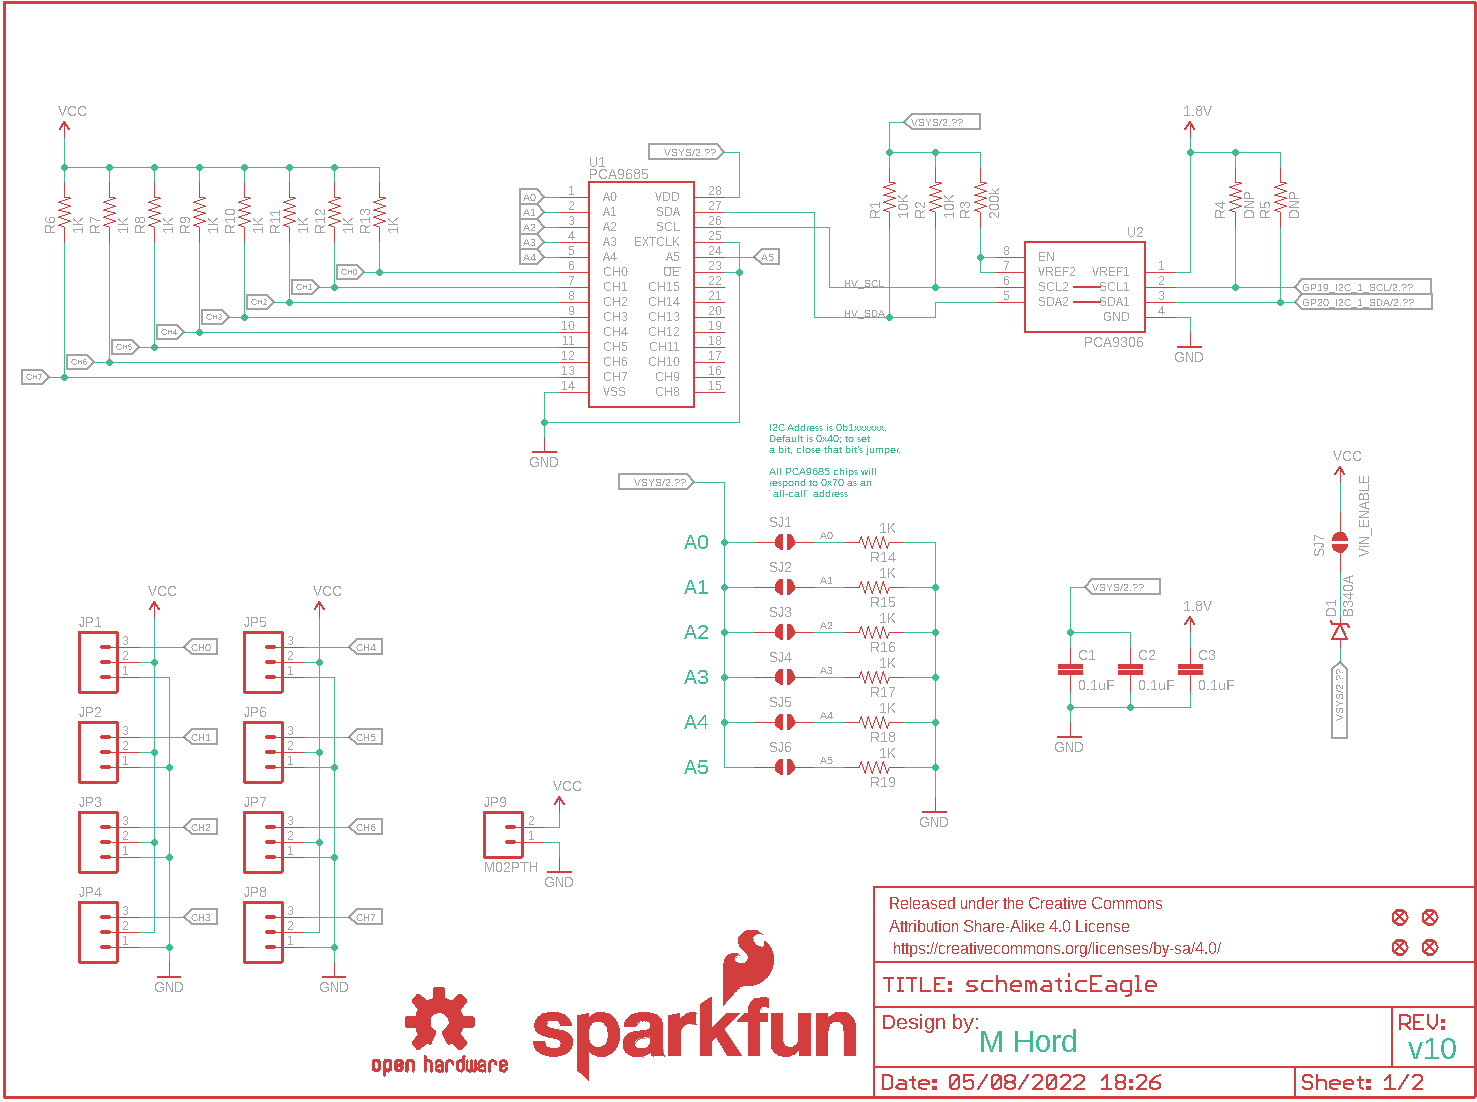 VCC
R6 1K R7 1K R8 1K R9 1K R10 1K R11 1K R12 1K R13 1K
CH0
CH1
CH2
CH3
CH4
CH5
CH6
CH7
VSYS/2.??
U1
PCA9685
A0 1 A0 VDD 28
A1 2 A1 SDA 27
A2 3 A2 SCL 26
A3 4 A3 EXTCLK 25
A4 5 A4 A5 24 A5
6 CH0 OE 23
7 CH1 CH15 22
8 CH2 CH14 21
9 CH3 CH13 20
10 CH4 CH12 19
11 CH5 CH11 18
12 CH6 CH10 17
13 CH7 CH9 16
14 VSS CH8 15
GND
VSYS/2.??
R1 10K R2 10K R3 200k
HV_SCL
HV_SDA
1.8V
R4 DNP R5 DNP
U2
8 EN
7 VREF2 VREF1 1
6 SCL2 SCL1 2
5 SDA2 SDA1 3
GND 4
PCA9306
GP19_I2C_1_SCL/2.??
GP20_I2C_1_SDA/2.??
GND
I2C Address is 0b1xxxxxx.
Default is 0x40; to set
a bit, close that bit's jumper.
All PCA9685 chips will
respond to 0x70 as an
`all-call` address
VSYS/2.??
A0 SJ1 A0 1K R14
A1 SJ2 A1 1K R15
A2 SJ3 A2 1K R16
A3 SJ4 A3 1K R17
A4 SJ5 A4 1K R18
A5 SJ6 A5 1K R19
GND
VCC
SJ7 VIN_ENABLE
D1 B340A
VSYS/2.??
VSYS/2.??
1.8V
C1 C2 C3
0.1uF 0.1uF 0.1uF
GND
VCC
JP1
3 CH0
2
1
JP2
3 CH1
2
1
JP3
3 CH2
2
1
JP4
3 CH3
2
1
GND
VCC
JP5
3 CH4
2
1
JP6
3 CH5
2
1
JP7
3 CH6
2
1
JP8
3 CH7
2
1
GND
VCC
JP9
2
1
M02PTH
GND
open hardware
sparkfun
Released under the Creative Commons
Attribution Share-Alike 4.0 License
https://creativecommons.org/licenses/by-sa/4.0/
TITLE: schematicEagle
Design by:
M Hord
REV:
v10
Date: 05/08/2022 18:26
Sheet: 1/2